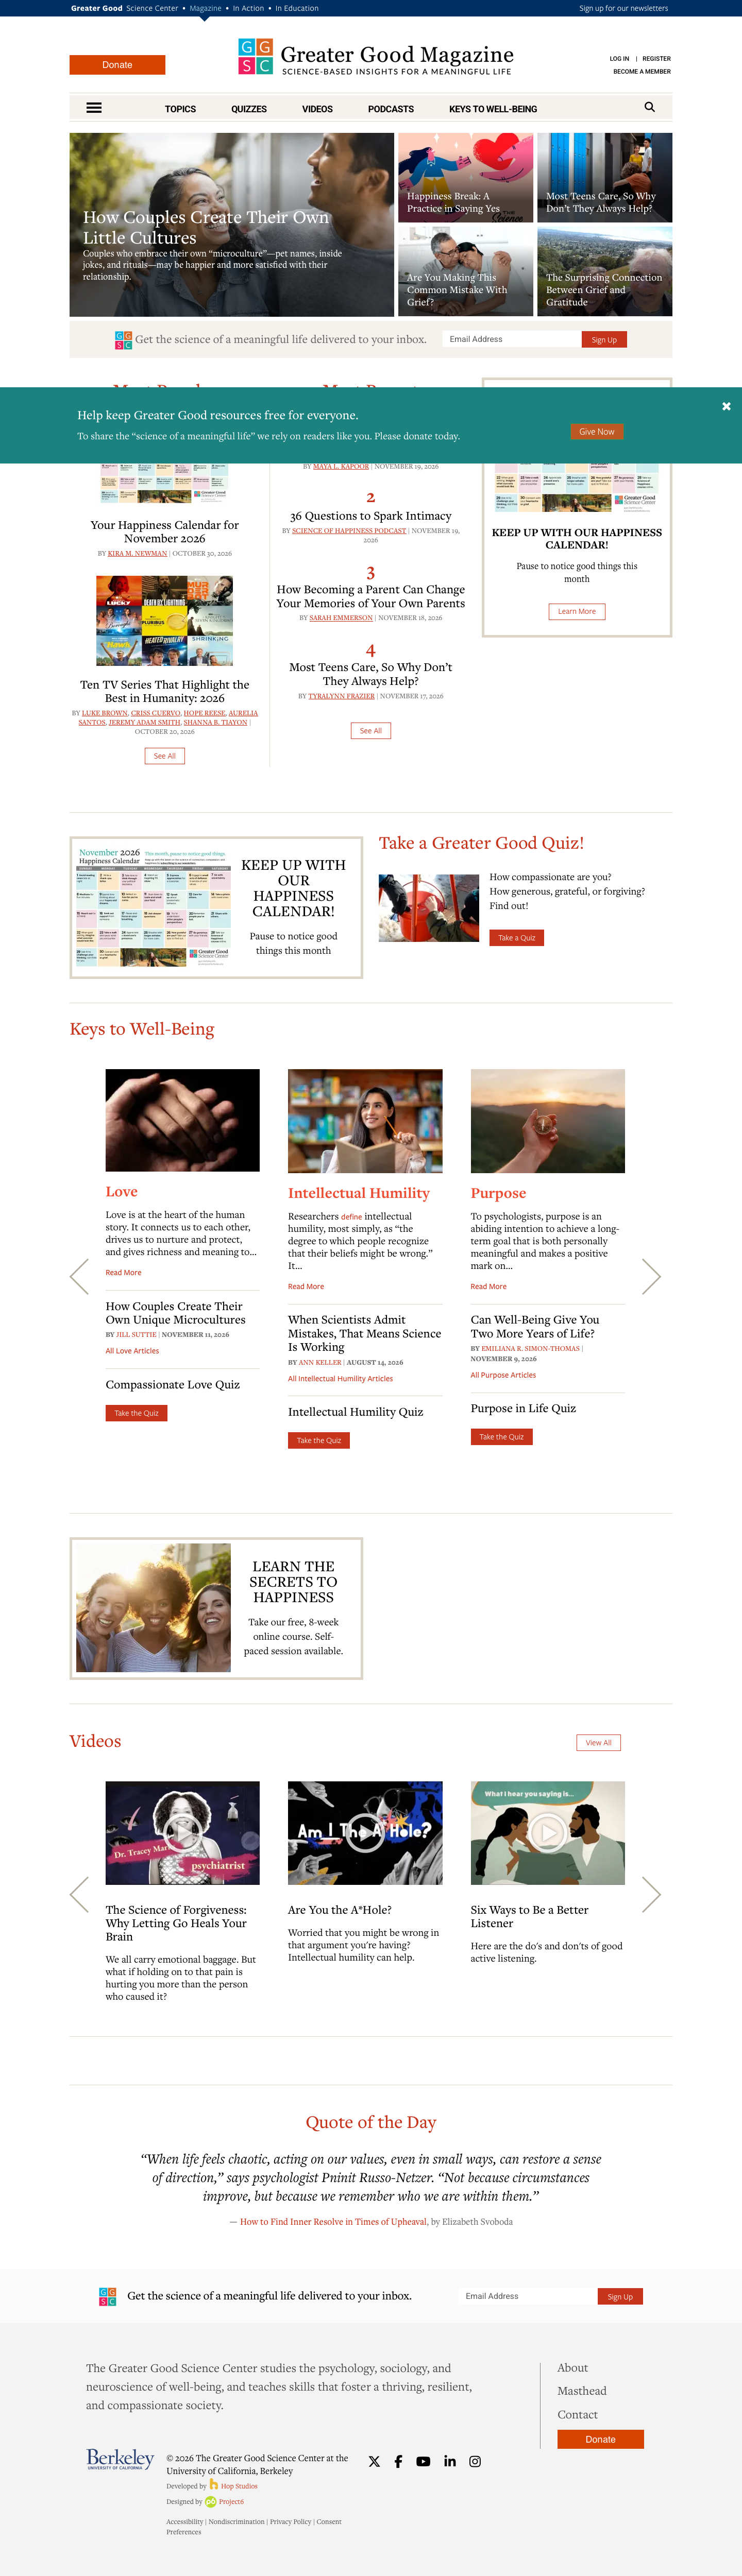 Greater Good Science Center • Magazine • In Action • In Education
Sign up for our newsletters
Donate
GGSC Greater Good Magazine
SCIENCE-BASED INSIGHTS FOR A MEANINGFUL LIFE
LOG IN | REGISTER
BECOME A MEMBER
TOPICS QUIZZES VIDEOS PODCASTS KEYS TO WELL-BEING
How Couples Create Their Own
Little Cultures
Couples who embrace their own “microculture”—pet names, inside
jokes, and rituals—may be happier and more satisfied with their
relationship.
Happiness Break: A
Practice in Saying Yes
Most Teens Care, So Why
Don’t They Always Help?
Are You Making This
Common Mistake With
Grief?
The Surprising Connection
Between Grief and
Gratitude
GGSC Get the science of a meaningful life delivered to your inbox.
Email Address
Sign Up
Help keep Greater Good resources free for everyone.
To share the “science of a meaningful life” we rely on readers like you. Please donate today.
Give Now
Your Happiness Calendar for
November 2026
BY KIRA M. NEWMAN | OCTOBER 30, 2026
Ten TV Series That Highlight the
Best in Humanity: 2026
BY LUKE BROWN, CRISS CUERVO, HOPE REESE, AURELIA
SANTOS, JEREMY ADAM SMITH, SHANNA B. TIAYON |
OCTOBER 20, 2026
See All
BY MAYA L. KAPOOR | NOVEMBER 19, 2026
2
36 Questions to Spark Intimacy
BY SCIENCE OF HAPPINESS PODCAST | NOVEMBER 19,
2026
3
How Becoming a Parent Can Change
Your Memories of Your Own Parents
BY SARAH EMMERSON | NOVEMBER 18, 2026
4
Most Teens Care, So Why Don’t
They Always Help?
BY TYRALYNN FRAZIER | NOVEMBER 17, 2026
See All
KEEP UP WITH OUR HAPPINESS
CALENDAR!
Pause to notice good things this
month
Learn More
November 2026
Happiness Calendar
This month, pause to notice good things
KEEP UP WITH
OUR
HAPPINESS
CALENDAR!
Pause to notice good
things this month
Take a Greater Good Quiz!
How compassionate are you?
How generous, grateful, or forgiving?
Find out!
Take a Quiz
Keys to Well-Being
Love
Love is at the heart of the human
story. It connects us to each other,
drives us to nurture and protect,
and gives richness and meaning to…
Read More
How Couples Create Their
Own Unique Microcultures
BY JILL SUTTIE | NOVEMBER 11, 2026
All Love Articles
Compassionate Love Quiz
Take the Quiz
Intellectual Humility
Researchers define intellectual
humility, most simply, as “the
degree to which people recognize
that their beliefs might be wrong.”
It…
Read More
When Scientists Admit
Mistakes, That Means Science
Is Working
BY ANN KELLER | AUGUST 14, 2026
All Intellectual Humility Articles
Intellectual Humility Quiz
Take the Quiz
Purpose
To psychologists, purpose is an
abiding intention to achieve a long-
term goal that is both personally
meaningful and makes a positive
mark on…
Read More
Can Well-Being Give You
Two More Years of Life?
BY EMILIANA R. SIMON-THOMAS |
NOVEMBER 9, 2026
All Purpose Articles
Purpose in Life Quiz
Take the Quiz
LEARN THE
SECRETS TO
HAPPINESS
Take our free, 8-week
online course. Self-
paced session available.
Videos
View All
Dr. Tracey Mar
psychiatrist
The Science of Forgiveness:
Why Letting Go Heals Your
Brain
We all carry emotional baggage. But
what if holding on to that pain is
hurting you more than the person
who caused it?
Am I The A*Hole?
Are You the A*Hole?
Worried that you might be wrong in
that argument you’re having?
Intellectual humility can help.
What I hear you saying is...
Six Ways to Be a Better
Listener
Here are the do's and don'ts of good
active listening.
Quote of the Day
“When life feels chaotic, acting on our values, even in small ways, can restore a sense
of direction,” says psychologist Pninit Russo-Netzer. “Not because circumstances
improve, but because we remember who we are within them.”
— How to Find Inner Resolve in Times of Upheaval, by Elizabeth Svoboda
GGSC Get the science of a meaningful life delivered to your inbox.
Email Address
Sign Up
The Greater Good Science Center studies the psychology, sociology, and
neuroscience of well-being, and teaches skills that foster a thriving, resilient,
and compassionate society.
About
Masthead
Contact
Donate
Berkeley
UNIVERSITY OF CALIFORNIA
© 2026 The Greater Good Science Center at the
University of California, Berkeley
Developed by Hop Studios
Designed by Project6
Accessibility | Nondiscrimination | Privacy Policy | Consent
Preferences